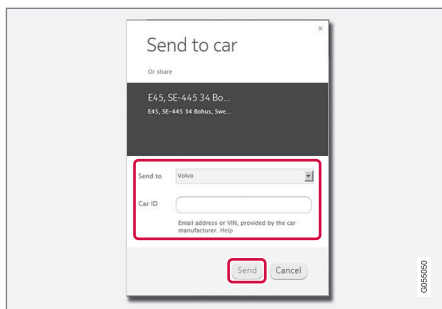 ×
Send to car
Or share
E45, SE-445 34 Bo...
E45, SE-445 34 Bohus, Swe...
Send to Volvo
Car ID
Email address or VIN, provided by the car
manufacturer. Help
Send Cancel
G055050